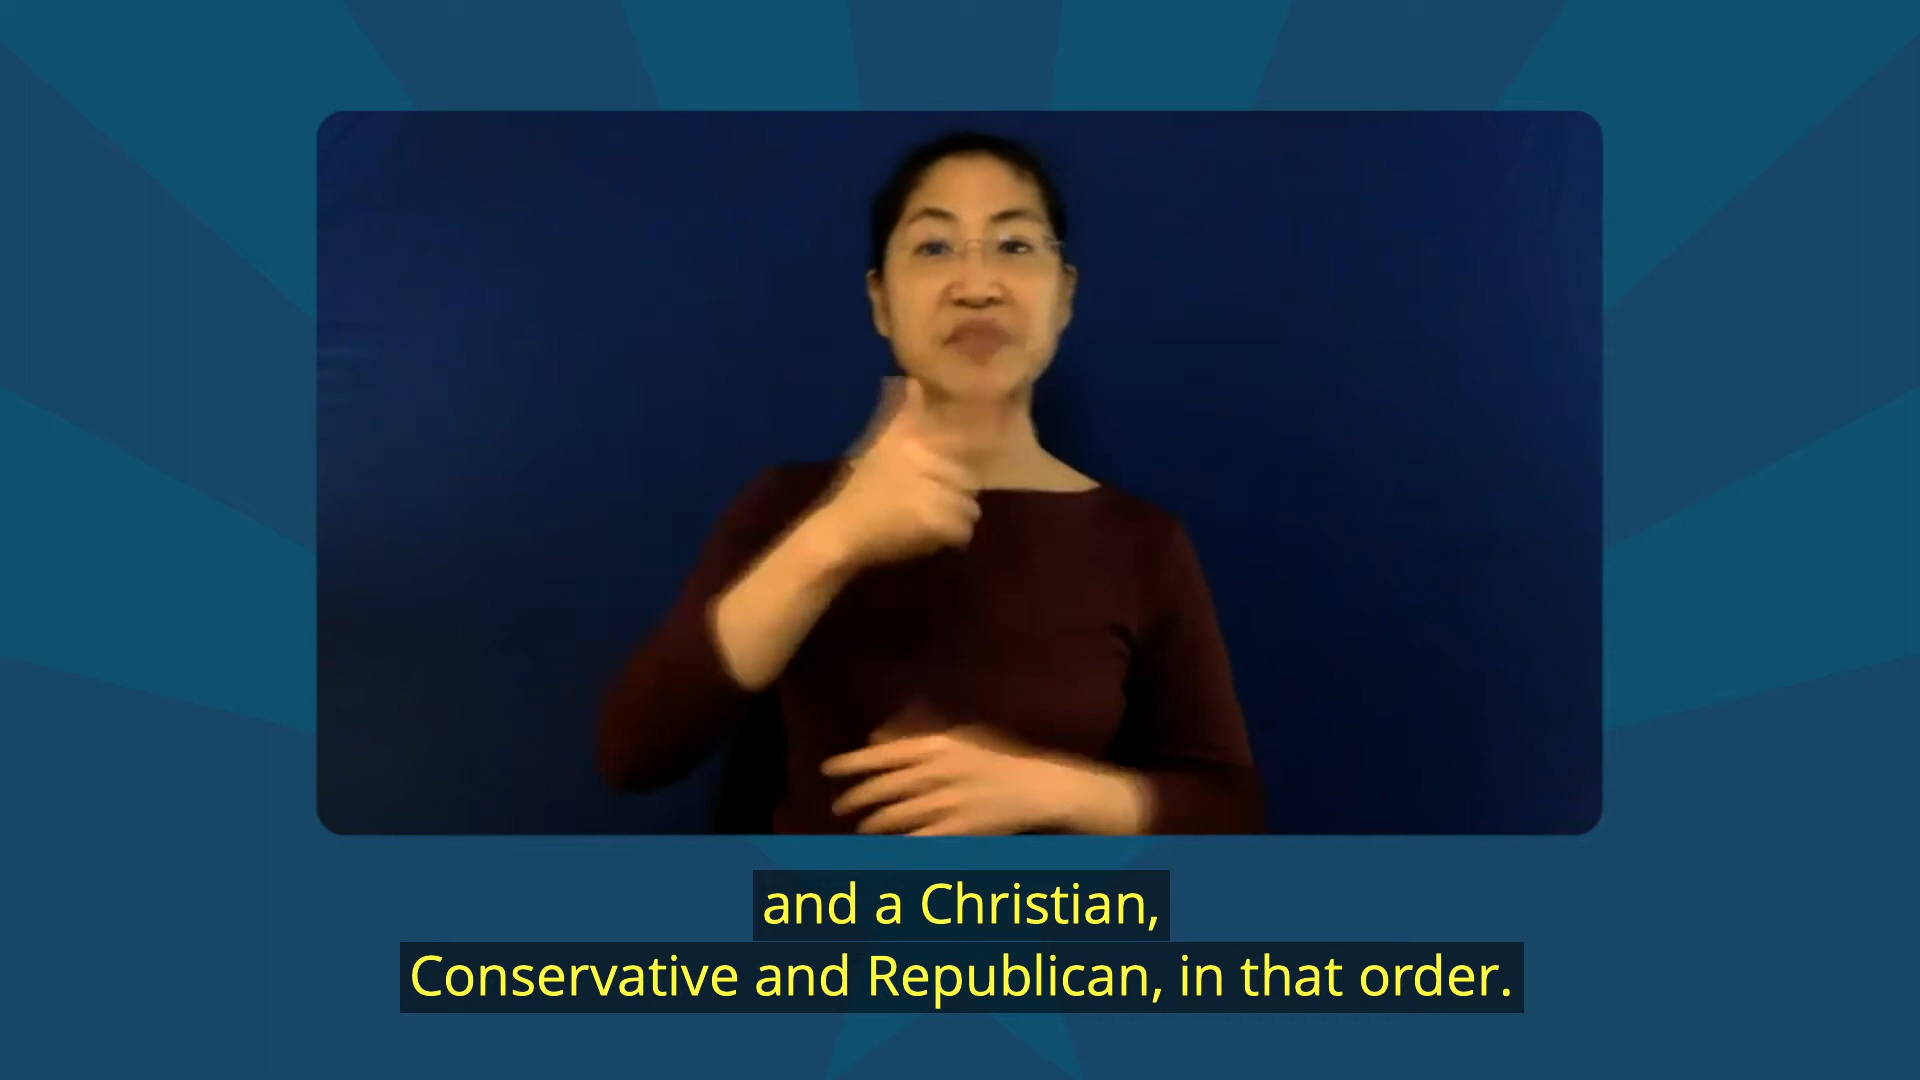 and a Christian,
Conservative and Republican, in that order.